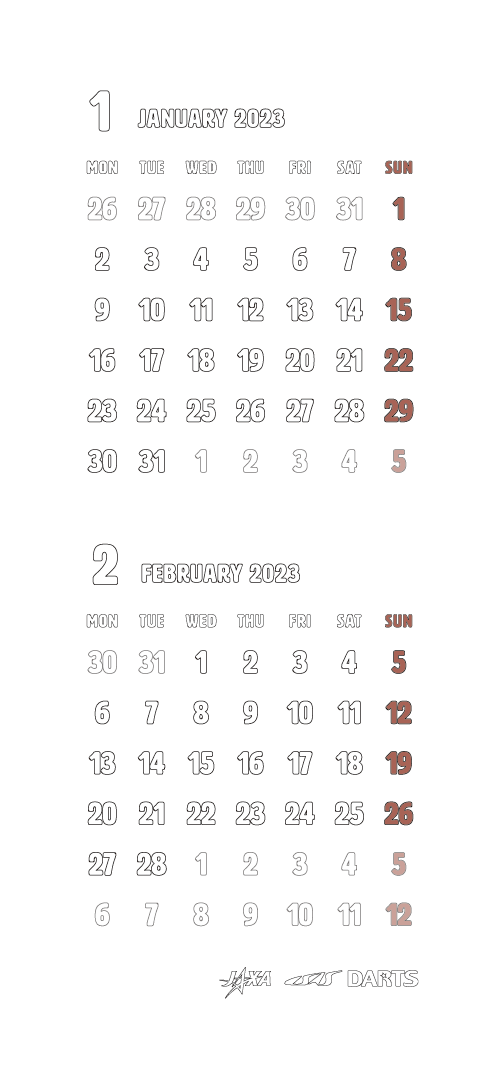 1 JANUARY 2023
MON TUE WED THU FRI SAT SUN
26 27 28 29 30 31 1
2 3 4 5 6 7 8
9 10 11 12 13 14 15
16 17 18 19 20 21 22
23 24 25 26 27 28 29
30 31 1 2 3 4 5
2 FEBRUARY 2023
MON TUE WED THU FRI SAT SUN
30 31 1 2 3 4 5
6 7 8 9 10 11 12
13 14 15 16 17 18 19
20 21 22 23 24 25 26
27 28 1 2 3 4 5
6 7 8 9 10 11 12
JAXA ISAS DARTS